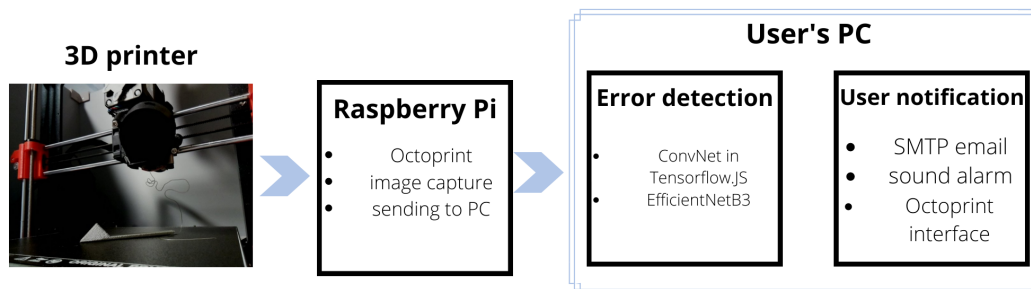 User's PC
3D printer
Raspberry Pi
• Octoprint
• image capture
• sending to PC
Error detection
• ConvNet in
Tensorflow.JS
• EfficientNetB3
User notification
• SMTP email
• sound alarm
• Octoprint
interface